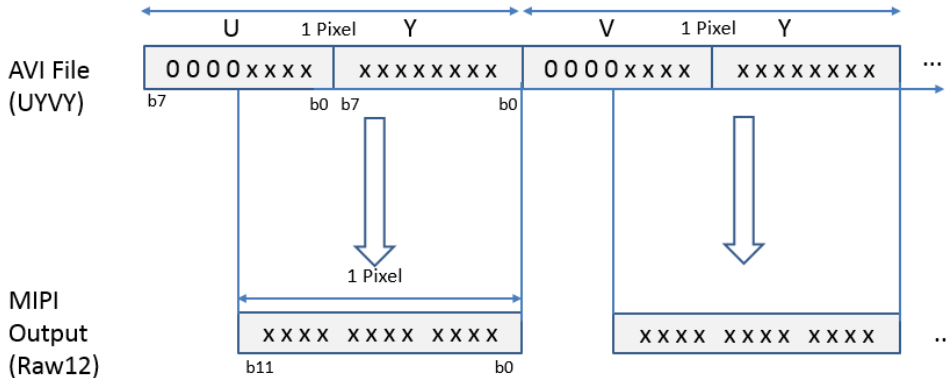 1 Pixel 1 Pixel
U Y V Y
AVI File
(UYVY)
0 0 0 0 x x x x x x x x x x x x 0 0 0 0 x x x x x x x x x x x x ...
b7 b0 b7 b0
1 Pixel
MIPI
Output
(Raw12)
x x x x x x x x x x x x x x x x x x x x x x x x ..
b11 b0